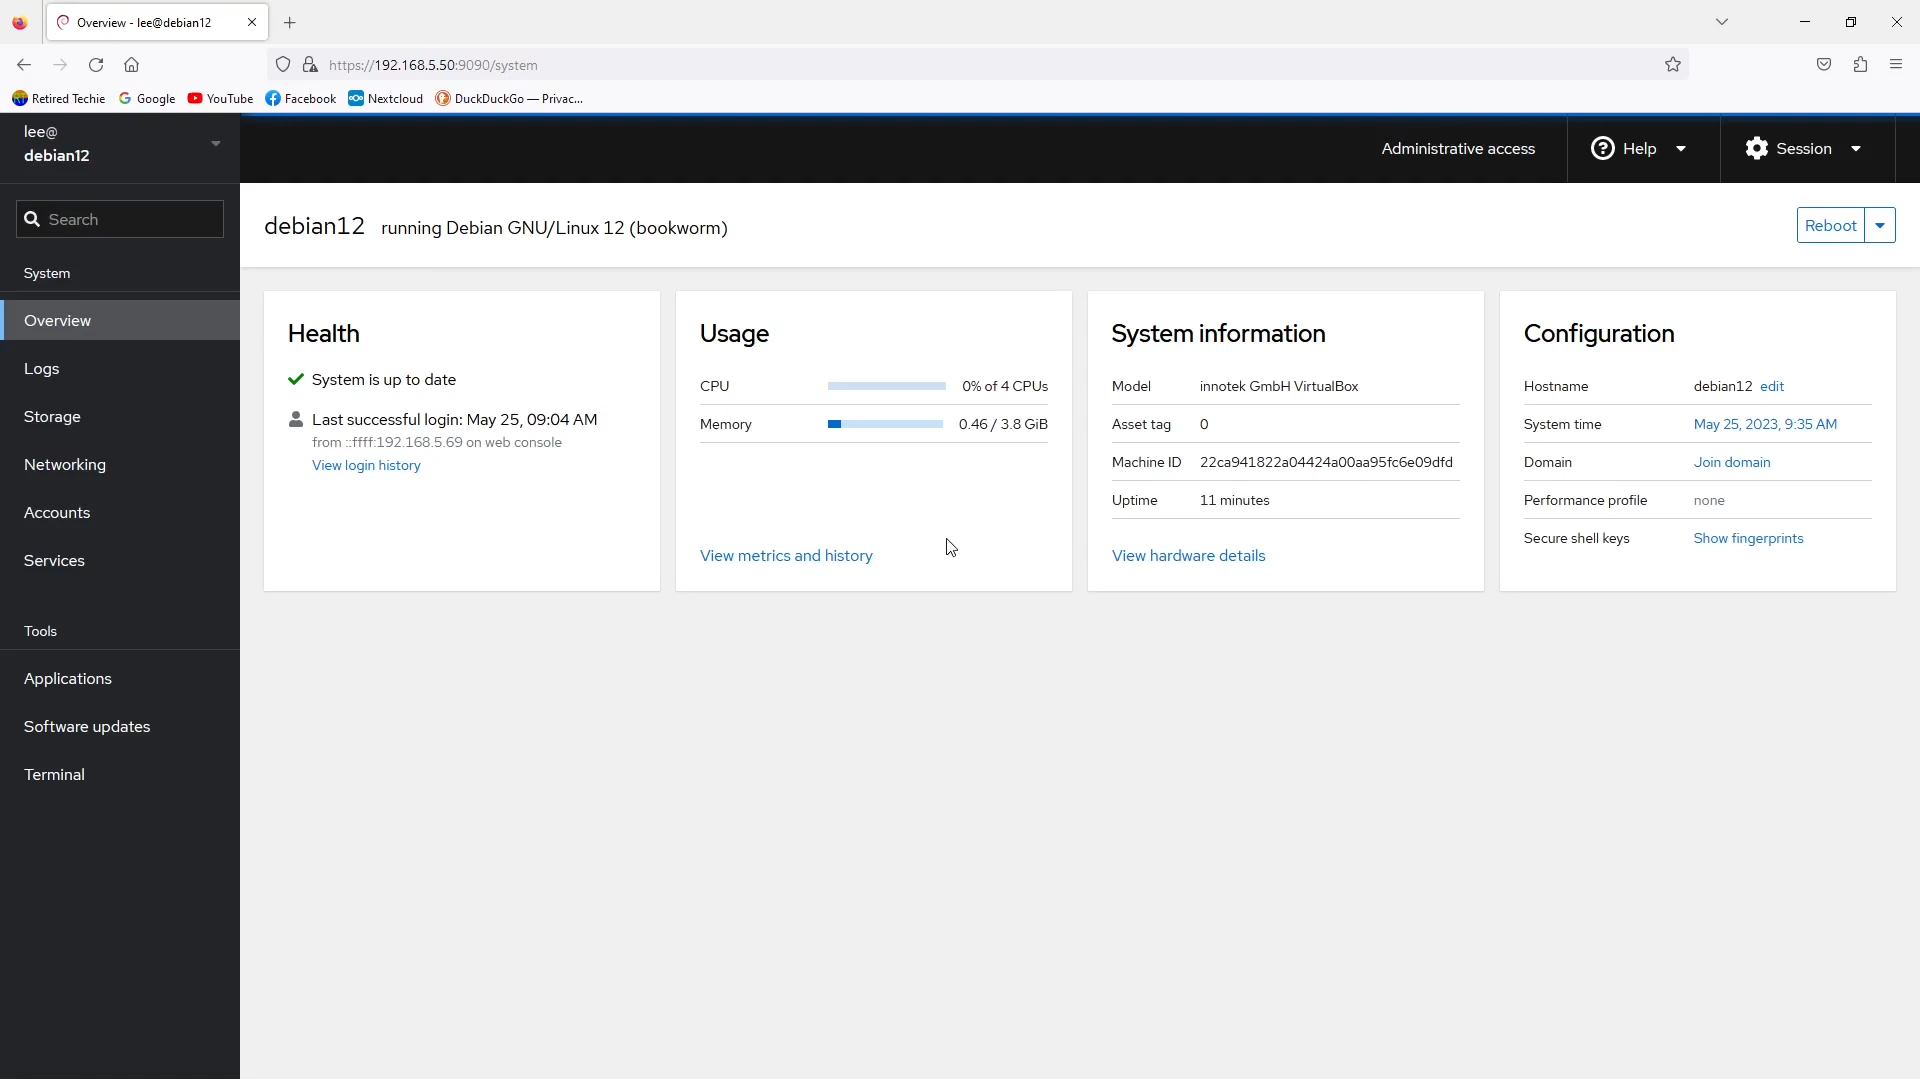 Overview - lee@debian12
https://192.168.5.50:9090/system
Retired Techie Google YouTube Facebook Nextcloud DuckDuckGo — Privac...
lee@
debian12
Administrative access
Help
Session
Search
debian12 running Debian GNU/Linux 12 (bookworm)
Reboot
System
Overview
Logs
Storage
Networking
Accounts
Services
Tools
Applications
Software updates
Terminal
Health
System is up to date
Last successful login: May 25, 09:04 AM
from ::ffff:192.168.5.69 on web console
View login history
Usage
CPU 0% of 4 CPUs
Memory 0.46 / 3.8 GiB
View metrics and history
System information
Model innotek GmbH VirtualBox
Asset tag 0
Machine ID 22ca941822a04424a00aa95fc6e09dfd
Uptime 11 minutes
View hardware details
Configuration
Hostname debian12 edit
System time May 25, 2023, 9:35 AM
Domain Join domain
Performance profile none
Secure shell keys Show fingerprints